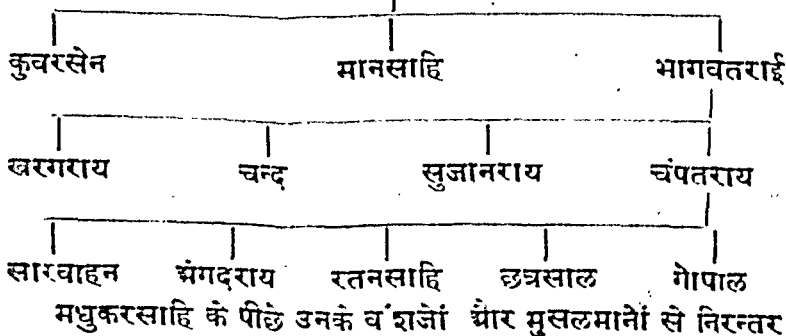 कुवरसेन मानसाहि भागवतराई
खरगराय चन्द सुजानराय चंपतराय
सारवाहन अंगदराय रतनसाहि छत्रसाल गोपाल
मधुकरसाहि के पीछे उनके वंशजों और मुसलमानों से निरन्तर